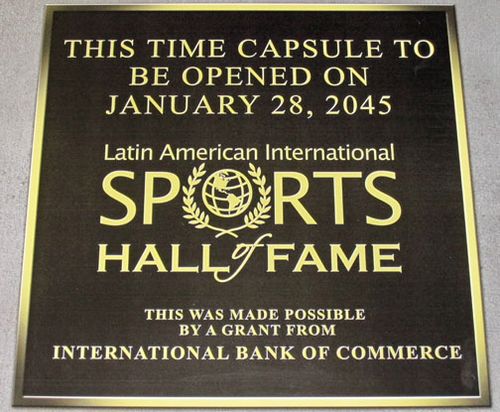 THIS TIME CAPSULE TO
BE OPENED ON
JANUARY 28, 2045
Latin American International
SPORTS
HALL of FAME
THIS WAS MADE POSSIBLE
BY A GRANT FROM
INTERNATIONAL BANK OF COMMERCE